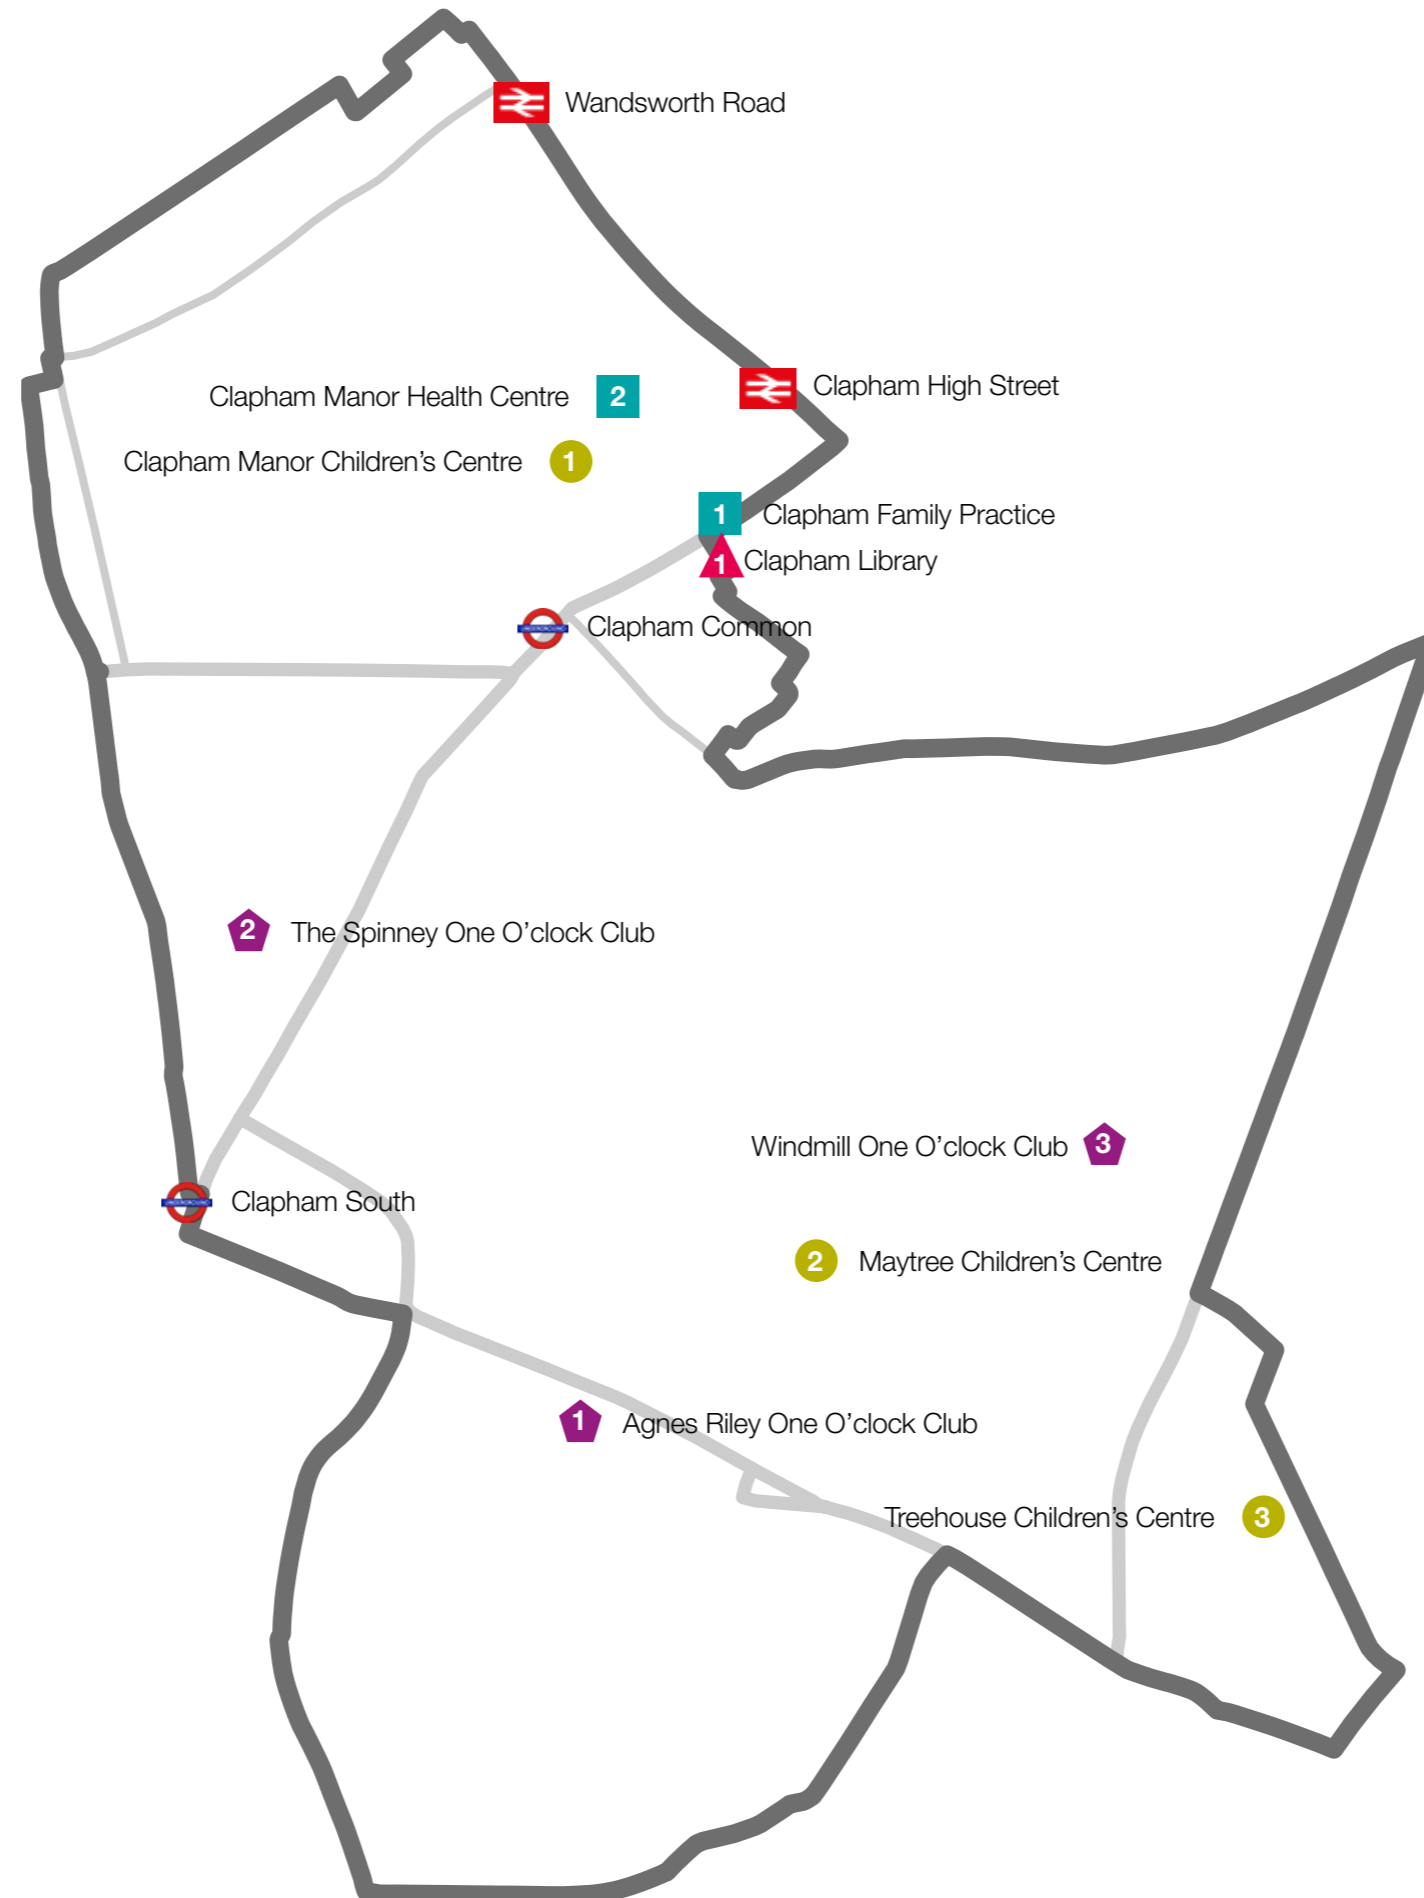 Wandsworth Road
Clapham High Street
Clapham Manor Health Centre 2
Clapham Manor Children’s Centre 1
1 Clapham Family Practice
1 Clapham Library
Clapham Common
2 The Spinney One O’clock Club
Windmill One O’clock Club 3
Clapham South
2 Maytree Children’s Centre
1 Agnes Riley One O’clock Club
Treehouse Children’s Centre 3